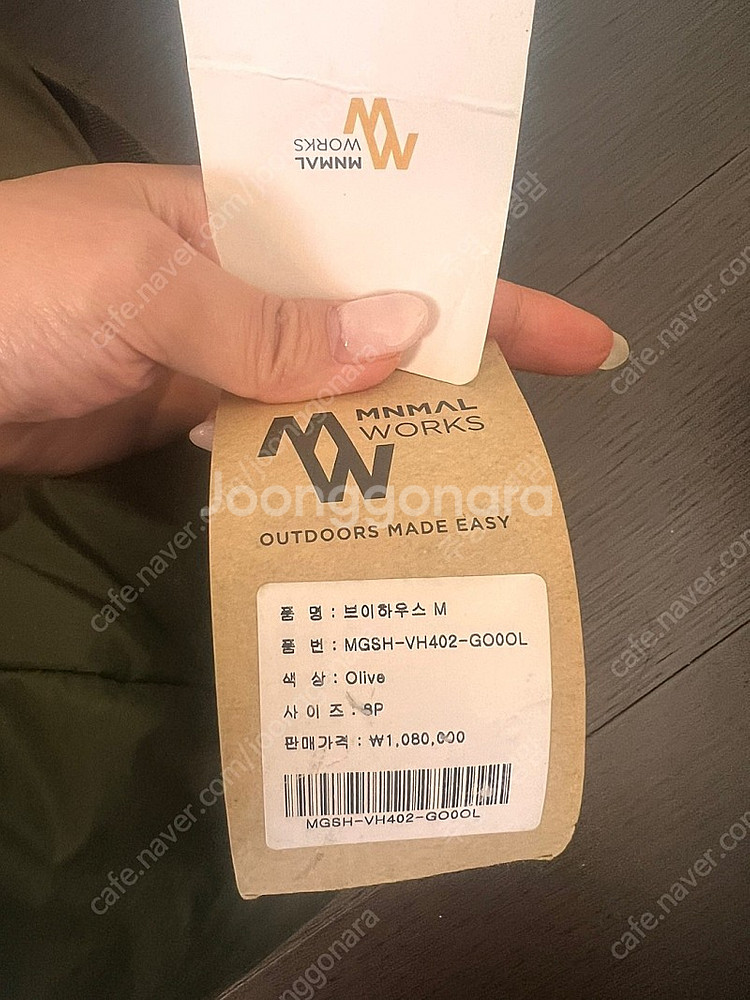 MNMAL
WORKS
MNMAL
WORKS
Joonggonara
OUTDOORS MADE EASY
품 명 : 브이하우스 M
품 번 : MGSH-VH402-GO0OL
색 상 : Olive
사 이 즈 : 8P
판매가격 : ₩1,080,000
MGSH-VH402-GO0OL
cafe.naver.com/joonggonara